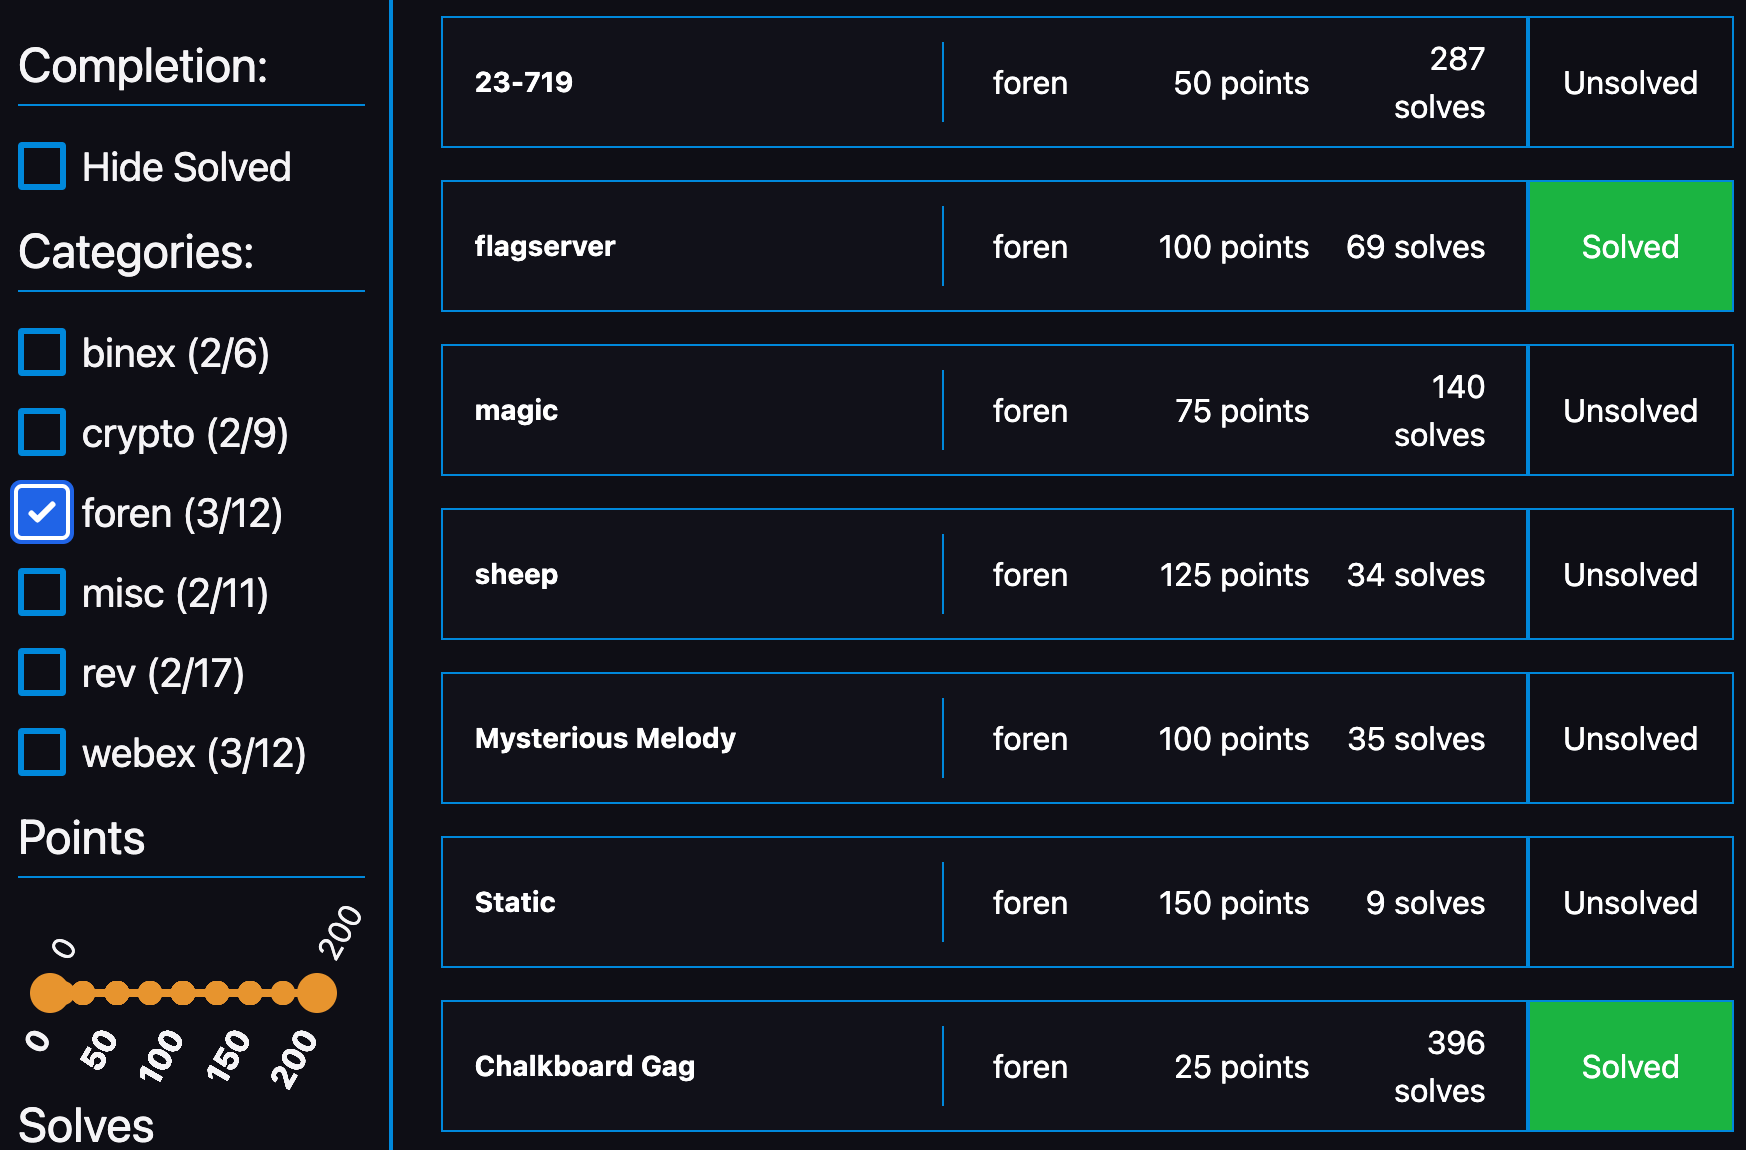 Completion:
Hide Solved
Categories:
binex (2/6)
crypto (2/9)
foren (3/12)
misc (2/11)
rev (2/17)
webex (3/12)
Points
0 200
0 50 100 150 200
Solves
23-719 foren 50 points 287 solves Unsolved
flagserver foren 100 points 69 solves Solved
magic foren 75 points 140 solves Unsolved
sheep foren 125 points 34 solves Unsolved
Mysterious Melody foren 100 points 35 solves Unsolved
Static foren 150 points 9 solves Unsolved
Chalkboard Gag foren 25 points 396 solves Solved